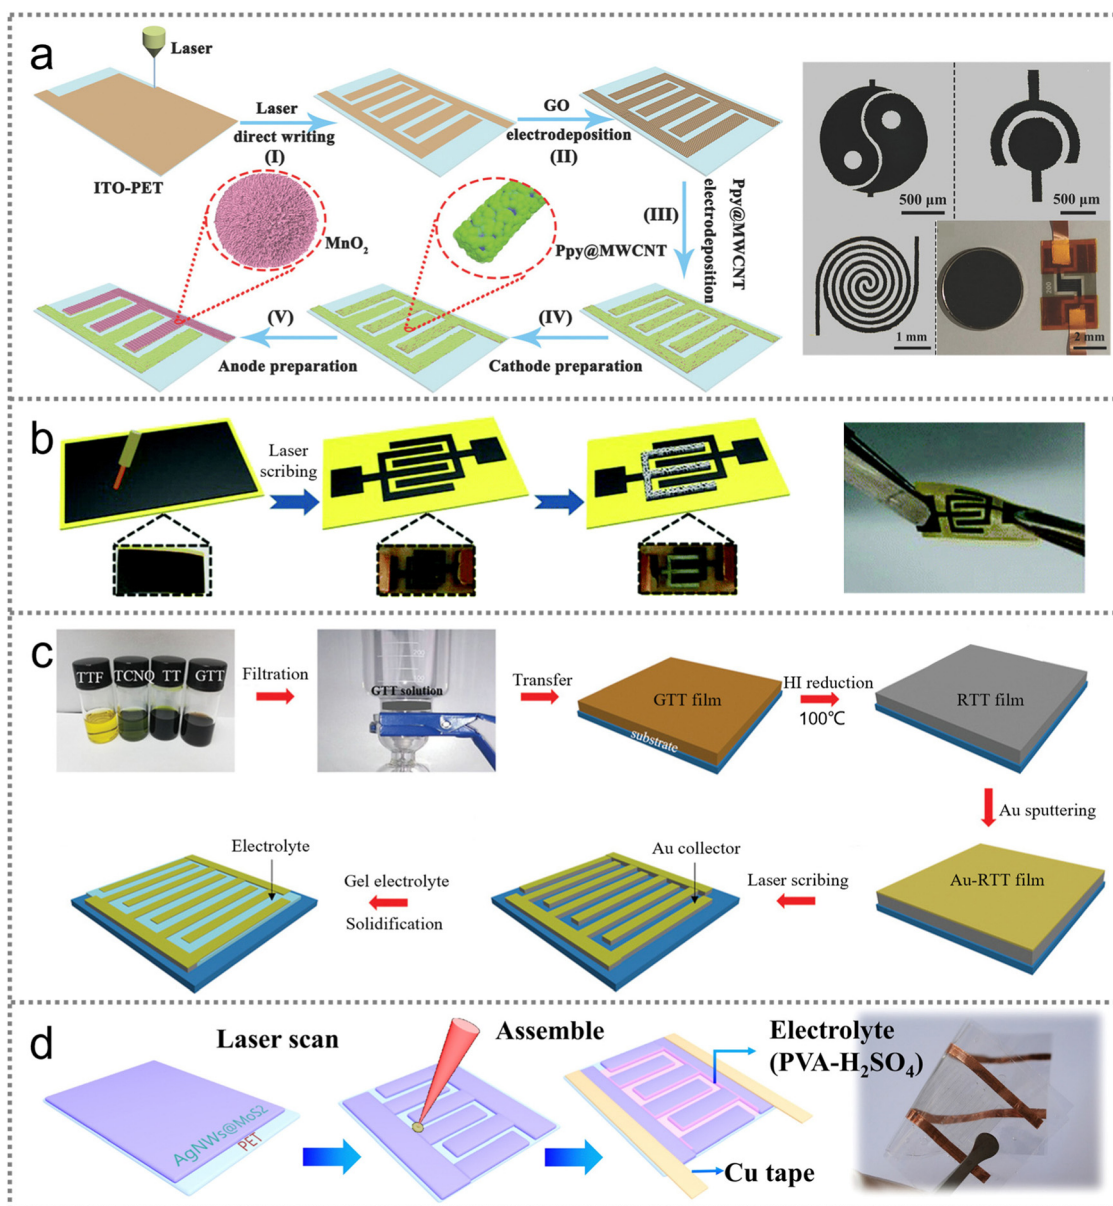 a
Laser
Laser
direct writing
(I)
GO
electrodeposition
(II)
ITO-PET
MnO2
Ppy@MWCNT
(III)
Ppy@MWCNT
electrodeposition
(V)
(IV)
Anode preparation
Cathode preparation
500 µm
500 µm
1 mm
2 mm
b
Laser
scribing
c
TTF
TCNQ
TT
GTT
Filtration
GTT solution
Transfer
GTT film
substrate
HI reduction
100℃
RTT film
Au sputtering
Electrolyte
Gel electrolyte
Solidification
Au collector
Laser scribing
Au-RTT film
d
Laser scan
Assemble
Electrolyte
(PVA-H2SO4)
AgNWs@MoS2
PET
Cu tape